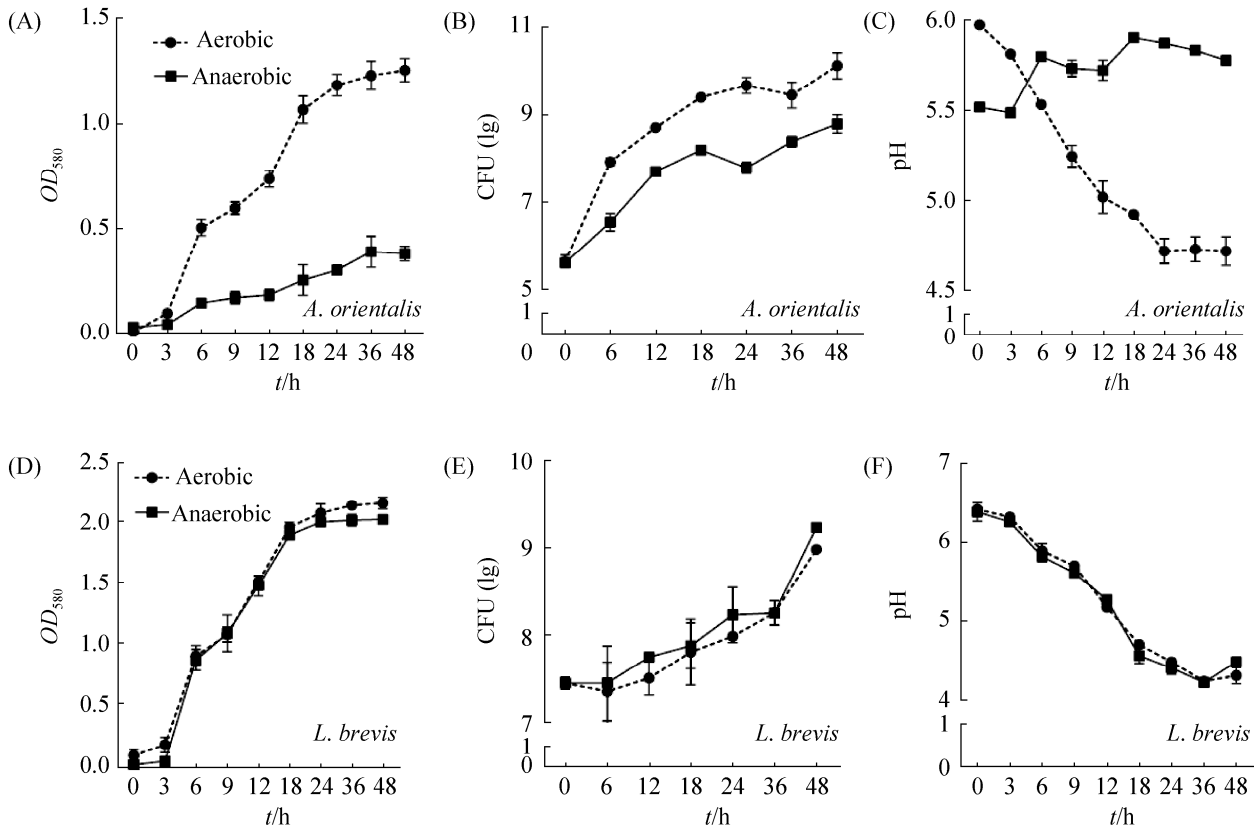 (A)
1.5
1.0
0.5
0.0
OD580
Aerobic
Anaerobic
A. orientalis
0 3 6 9 12 18 24 36 48
t/h
(B)
11
9
7
5
1
0
CFU (lg)
A. orientalis
0 6 12 18 24 36 48
t/h
(C)
6.0
5.5
5.0
4.5
1
0
pH
A. orientalis
0 3 6 9 12 18 24 36 48
t/h
(D)
2.5
2.0
1.5
1.0
0.5
0.0
OD580
Aerobic
Anaerobic
L. brevis
0 3 6 9 12 18 24 36 48
t/h
(E)
10
9
8
7
1
0
CFU (lg)
L. brevis
0 6 12 18 24 36 48
t/h
(F)
7
6
5
4
1
0
pH
L. brevis
0 3 6 9 12 18 24 36 48
t/h